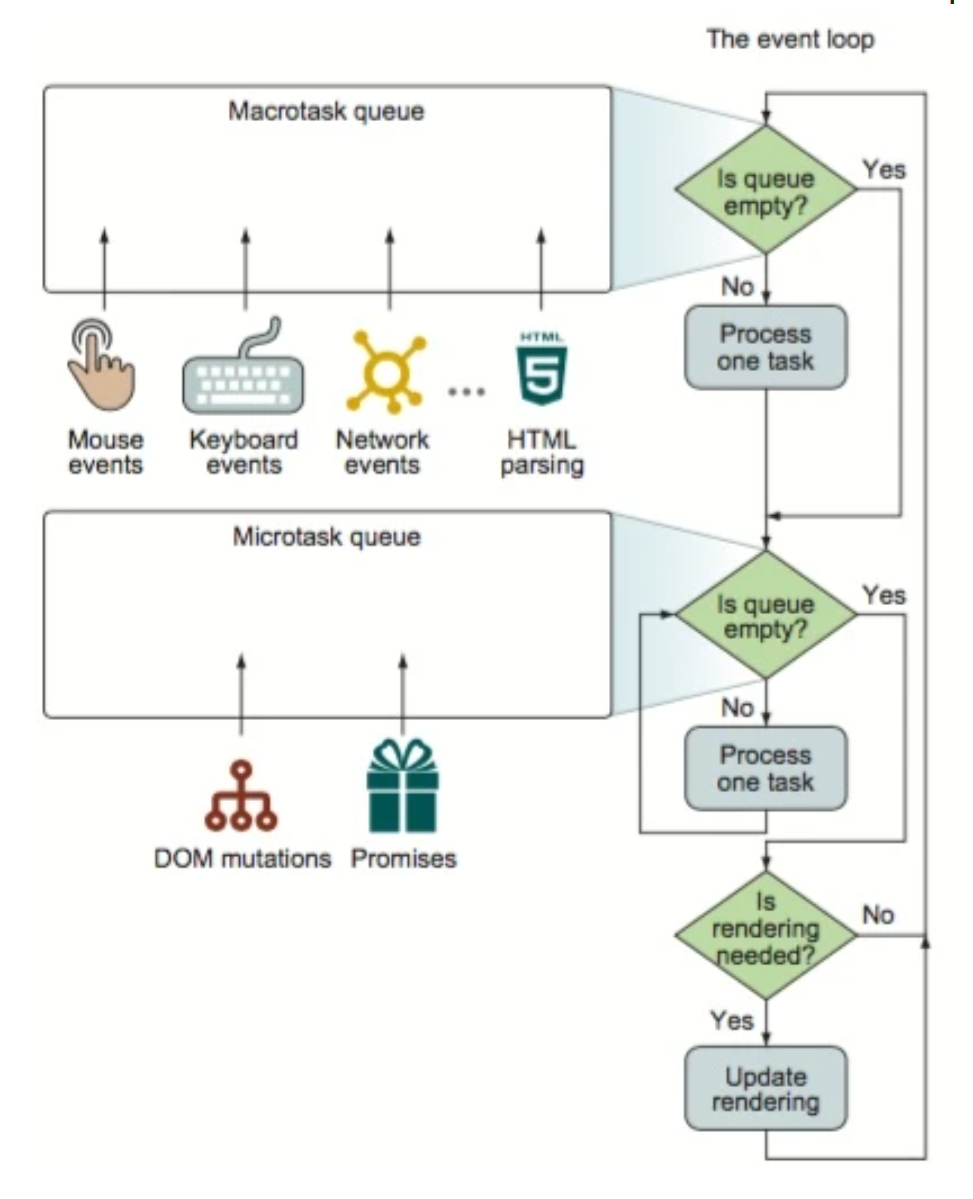 The event loop
Macrotask queue
Is queue
empty?
Yes
No
Process
one task
HTML
5
Mouse
events
Keyboard
events
Network
events
...
HTML
parsing
Microtask queue
Is queue
empty?
Yes
No
Process
one task
DOM mutations
Promises
Is
rendering
needed?
No
Yes
Update
rendering